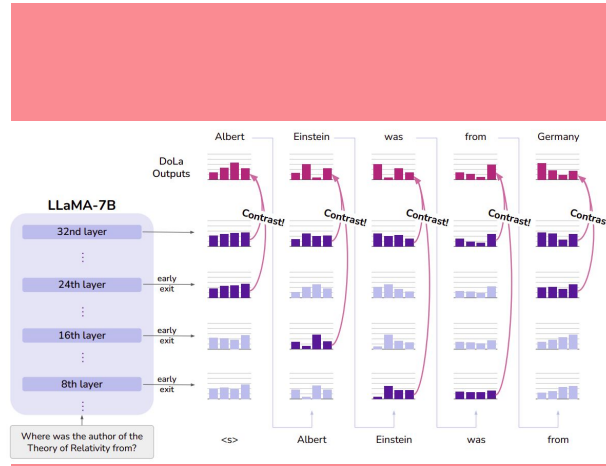 Albert Einstein was from Germany
DoLa
Outputs
LLaMA-7B
Contrast! Contrast! Contrast! Contrast! Contras
32nd layer
24th layer
early
exit
16th layer
early
exit
8th layer
early
exit
Where was the author of the
Theory of Relativity from?
<s> Albert Einstein was from